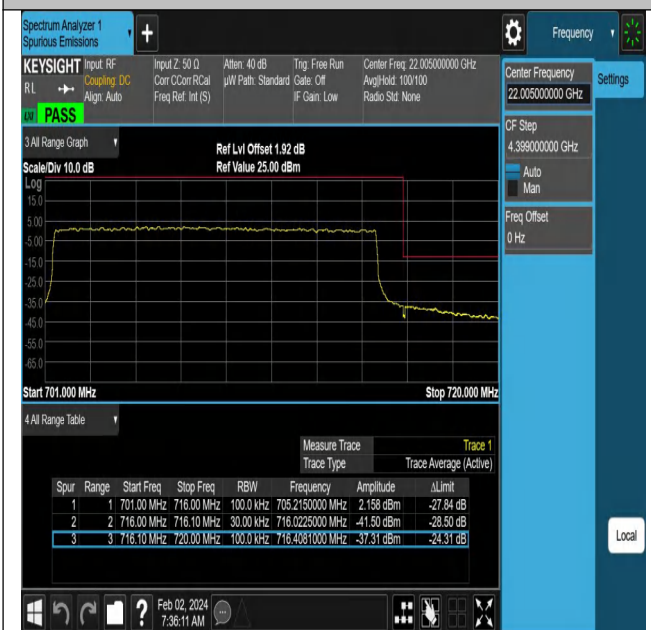 Spectrum Analyzer 1
Spurious Emissions
Frequency
KEYSIGHT Input: RF Input Z: 50 Ω Atten: 40 dB Trig: Free Run Center Freq: 22.005000000 GHz
RL Coupling: DC Corr CCorr RCal µW Path: Standard Gate: Off Avg|Hold: 100/100
Align: Auto Freq Ref: Int (S) IF Gain: Low Radio Std: None
PASS
Center Frequency
22.005000000 GHz
Settings
CF Step
4.399000000 GHz
Auto
Man
Freq Offset
0 Hz
Local
3 All Range Graph
Ref Lvl Offset 1.92 dB
Scale/Div 10.0 dB Ref Value 25.00 dBm
Log
15.0
5.00
-5.00
-15.0
-25.0
-35.0
-45.0
-55.0
-65.0
Start 701.000 MHz Stop 720.000 MHz
4 All Range Table
Measure Trace Trace 1
Trace Type Trace Average (Active)
Spur Range Start Freq Stop Freq RBW Frequency Amplitude ΔLimit
1 1 701.00 MHz 716.00 MHz 100.0 kHz 705.2150000 MHz 2.158 dBm -27.84 dB
2 2 716.00 MHz 716.10 MHz 30.00 kHz 716.0225000 MHz -41.50 dBm -28.50 dB
3 3 716.10 MHz 720.00 MHz 100.0 kHz 716.4081000 MHz -37.31 dBm -24.31 dB
Feb 02, 2024
7:36:11 AM